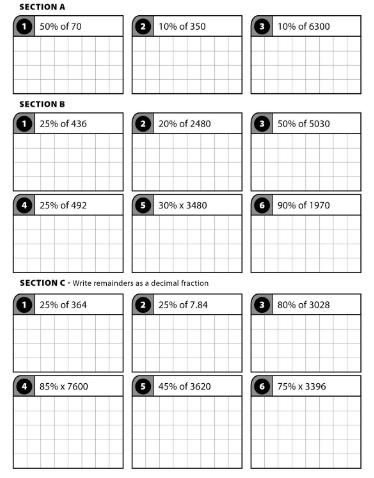 SECTION A
1 50% of 70
2 10% of 350
3 10% of 6300
SECTION B
1 25% of 436
2 20% of 2480
3 50% of 5030
4 25% of 492
5 30% x 3480
6 90% of 1970
SECTION C - Write remainders as a decimal fraction
1 25% of 364
2 25% of 7.84
3 80% of 3028
4 85% x 7600
5 45% of 3620
6 75% x 3396